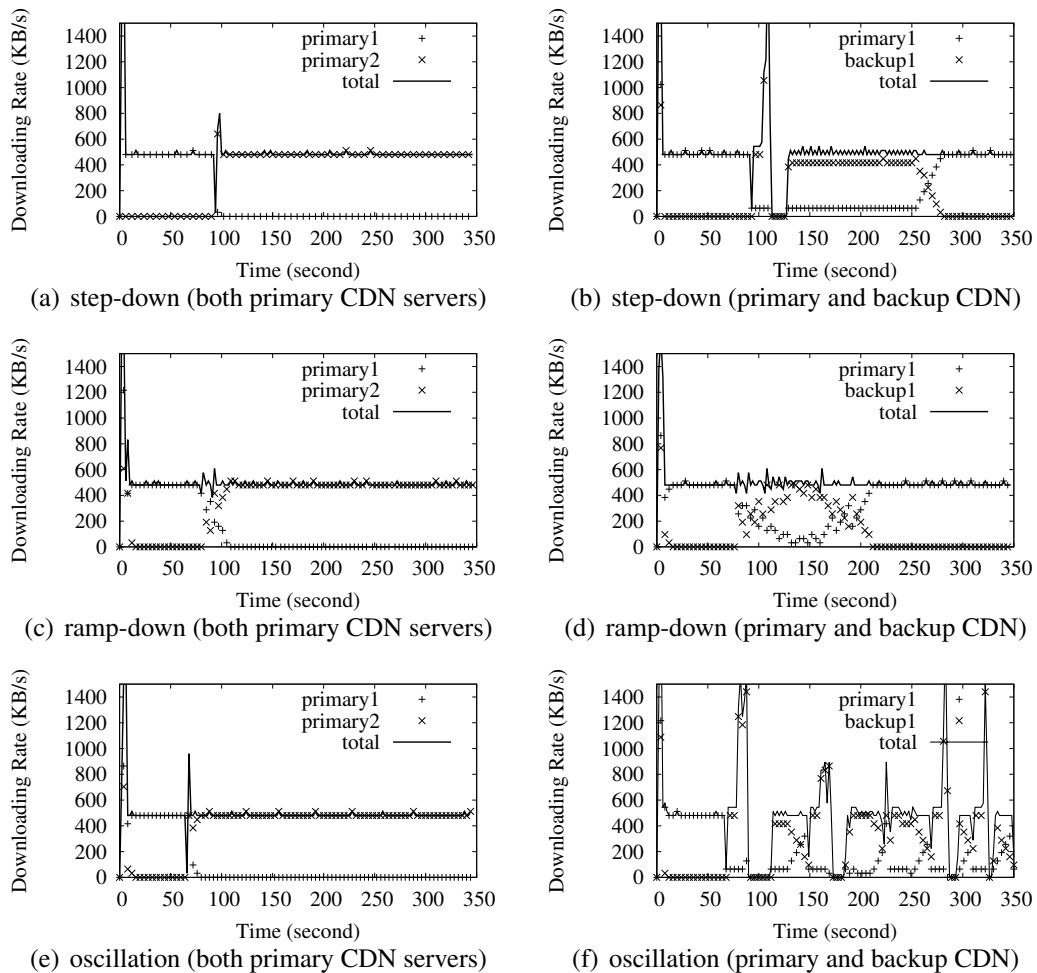 Downloading Rate (KB/s)
1400
1200
1000
800
600
400
200
0
primary1
primary2
total
0 50 100 150 200 250 300 350
Time (second)
(a) step-down (both primary CDN servers)
Downloading Rate (KB/s)
1400
1200
1000
800
600
400
200
0
primary1
backup1
total
0 50 100 150 200 250 300 350
Time (second)
(b) step-down (primary and backup CDN)
Downloading Rate (KB/s)
1400
1200
1000
800
600
400
200
0
primary1
primary2
total
0 50 100 150 200 250 300 350
Time (second)
(c) ramp-down (both primary CDN servers)
Downloading Rate (KB/s)
1400
1200
1000
800
600
400
200
0
primary1
backup1
total
0 50 100 150 200 250 300 350
Time (second)
(d) ramp-down (primary and backup CDN)
Downloading Rate (KB/s)
1400
1200
1000
800
600
400
200
0
primary1
primary2
total
0 50 100 150 200 250 300 350
Time (second)
(e) oscillation (both primary CDN servers)
Downloading Rate (KB/s)
1400
1200
1000
800
600
400
200
0
primary1
backup1
total
0 50 100 150 200 250 300 350
Time (second)
(f) oscillation (primary and backup CDN)